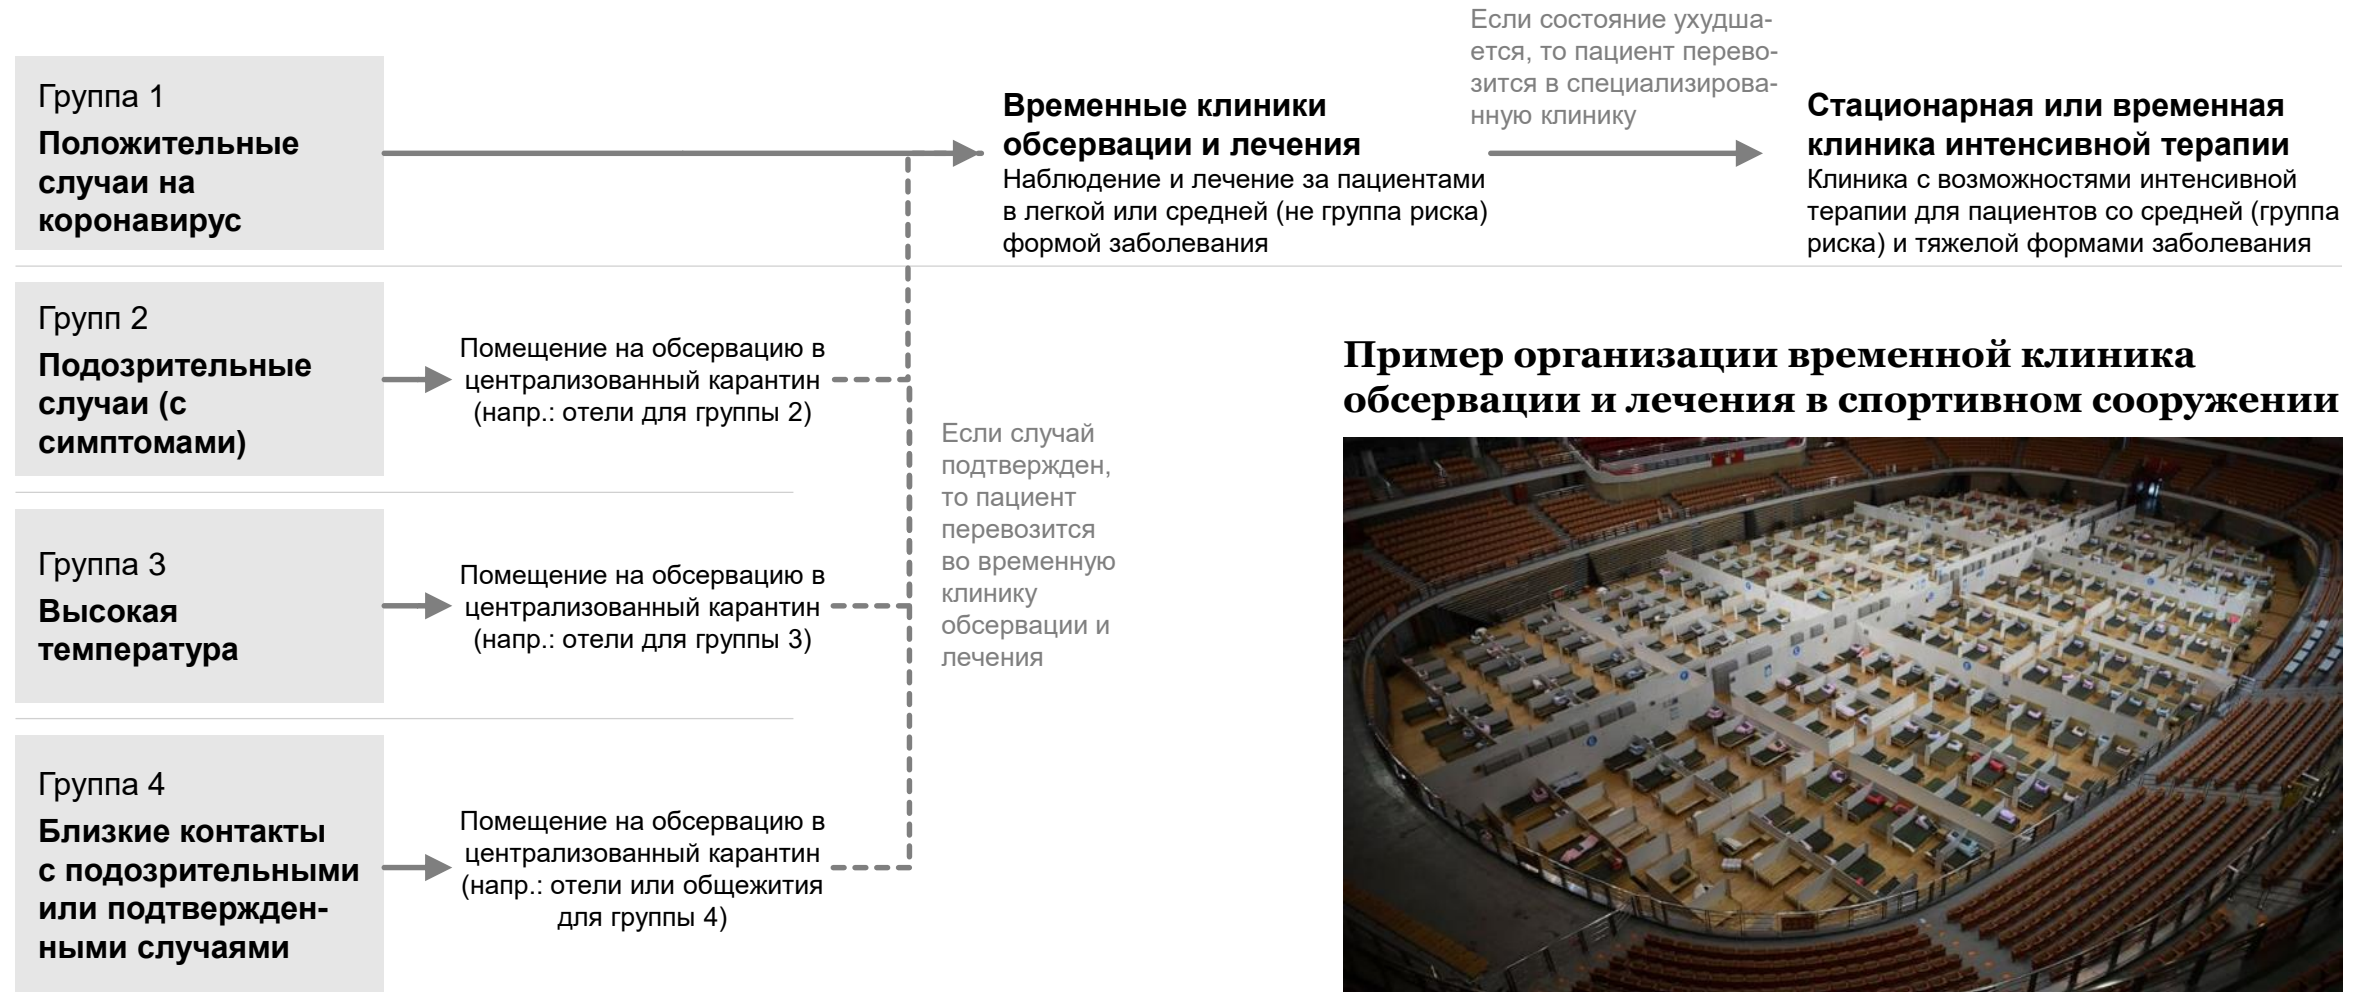 Группа 1
Положительные
случаи на
коронавирус
Временные клиники
обсервации и лечения
Наблюдение и лечение за пациентами
в легкой или средней (не группа риска)
формой заболевания
Если состояние ухудша-
ется, то пациент перево-
зится в специализирова-
нную клинику
Стационарная или временная
клиника интенсивной терапии
Клиника с возможностями интенсивной
терапии для пациентов со средней (группа
риска) и тяжелой формами заболевания
Групп 2
Подозрительные
случаи (с
симптомами)
Помещение на обсервацию в
централизованный карантин
(напр.: отели для группы 2)
Если случай
подтвержден,
то пациент
перевозится
во временную
клинику
обсервации и
лечения
Группа 3
Высокая
температура
Помещение на обсервацию в
централизованный карантин
(напр.: отели для группы 3)
Группа 4
Близкие контакты
с подозрительными
или подтвержден-
ными случаями
Помещение на обсервацию в
централизованный карантин
(напр.: отели или общежития
для группы 4)
Пример организации временной клиника
обсервации и лечения в спортивном сооружении